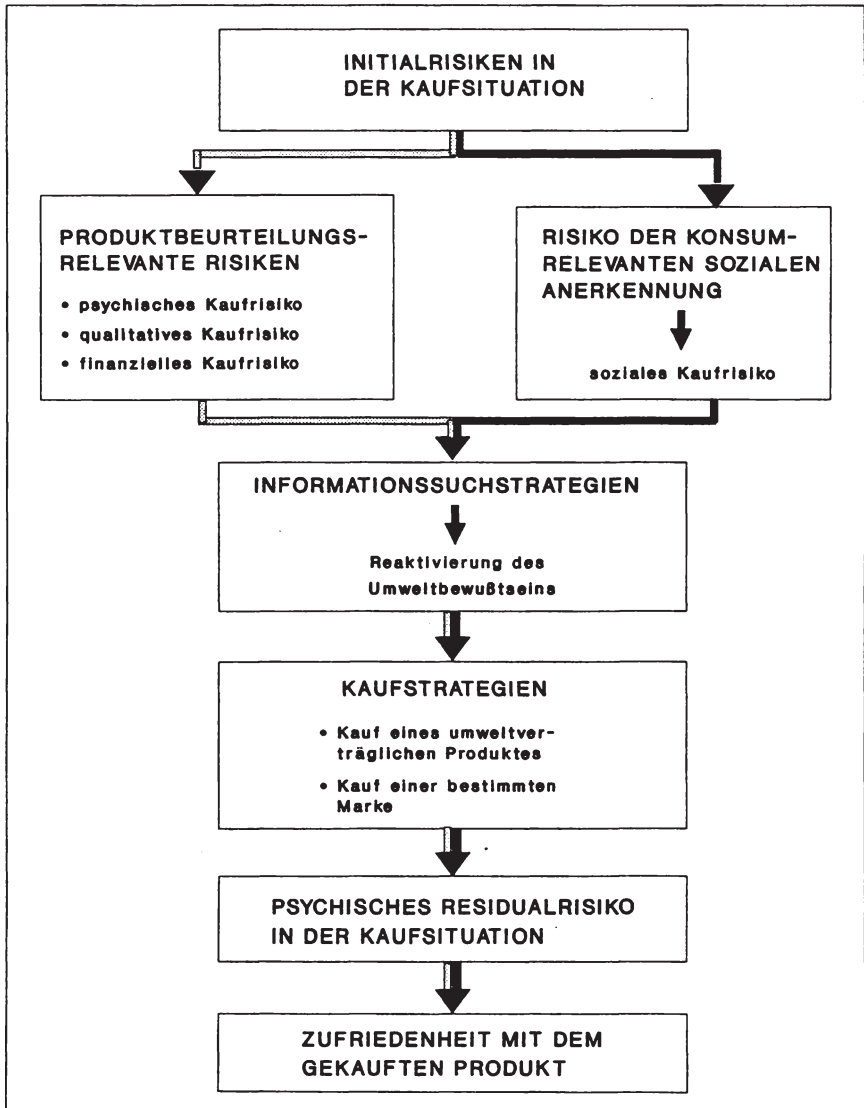 INITIALRISIKEN IN
DER KAUFSITUATION
PRODUKTBEURTEILUNGS-
RELEVANTE RISIKEN
• psychisches Kaufrisiko
• qualitatives Kaufrisiko
• finanzielles Kaufrisiko
RISIKO DER KONSUM-
RELEVANTEN SOZIALEN
ANERKENNUNG
soziales Kaufrisiko
INFORMATIONSSUCHSTRATEGIEN
Reaktivierung des
Umweltbewußtseins
KAUFSTRATEGIEN
• Kauf eines umweltver-
träglichen Produktes
• Kauf einer bestimmten
Marke
PSYCHISCHES RESIDUALRISIKO
IN DER KAUFSITUATION
ZUFRIEDENHEIT MIT DEM
GEKAUFTEN PRODUKT